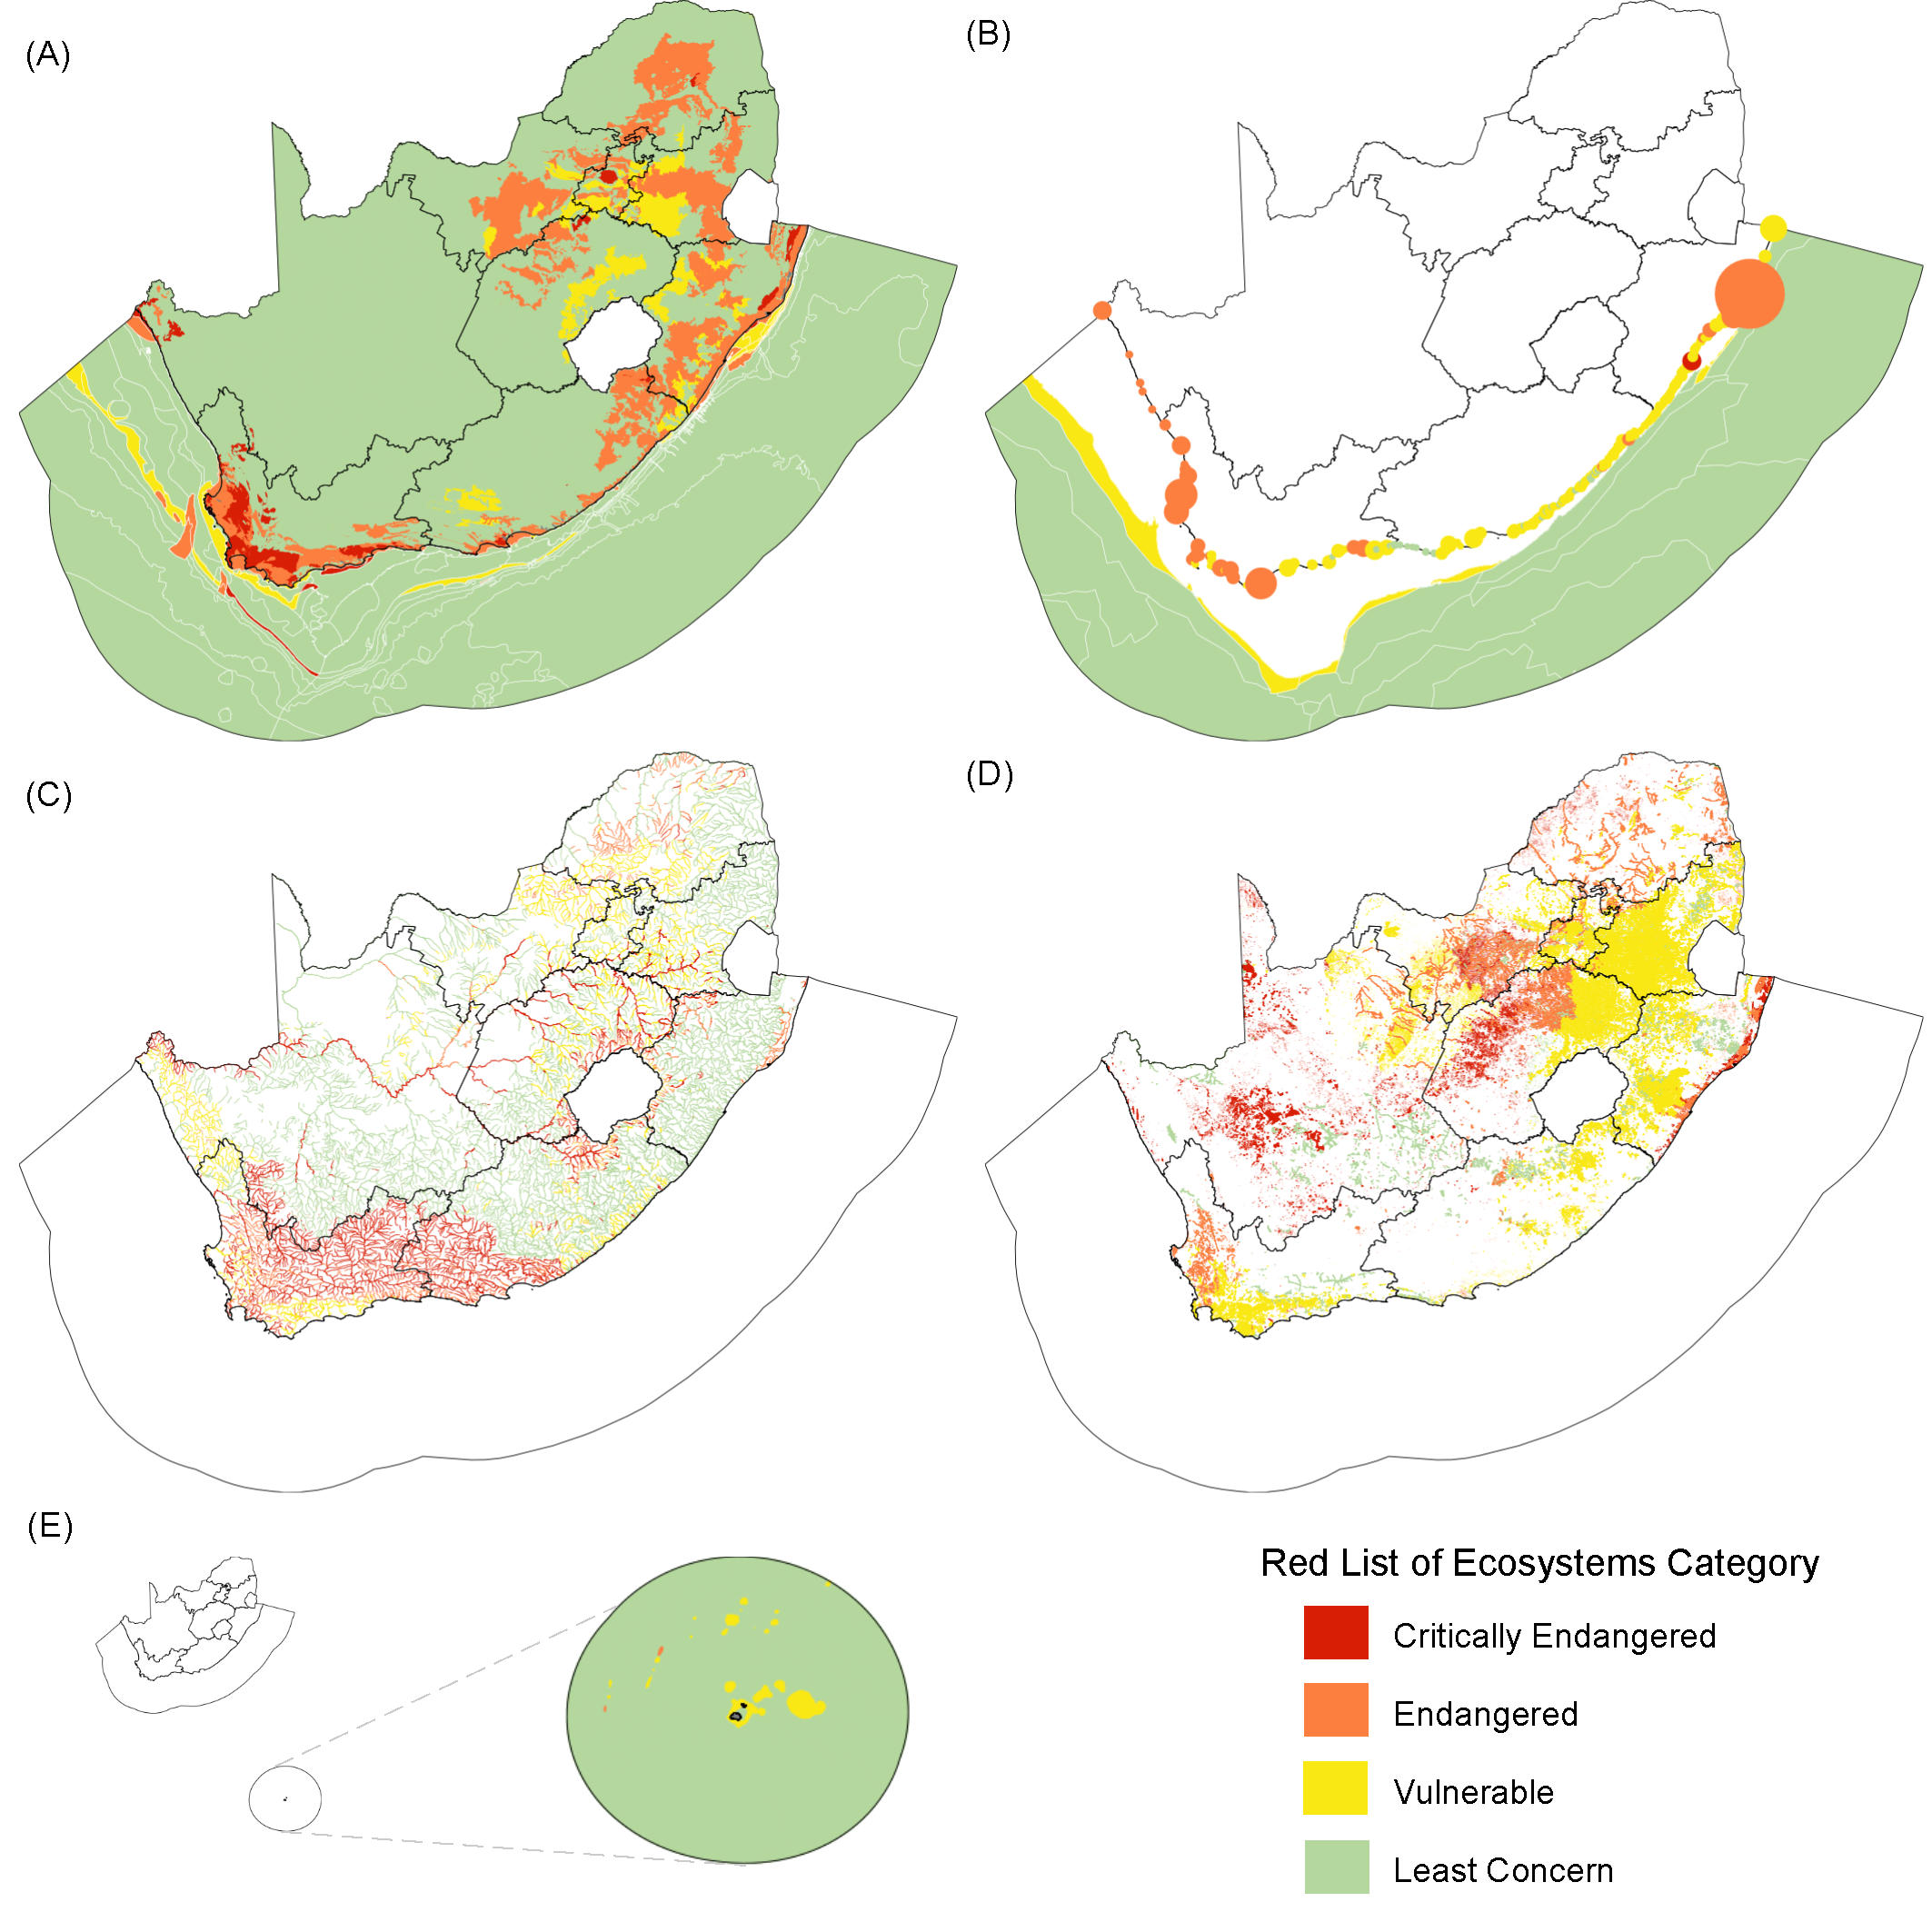 (A)
(B)
(C)
(D)
(E)
Red List of Ecosystems Category
Critically Endangered
Endangered
Vulnerable
Least Concern